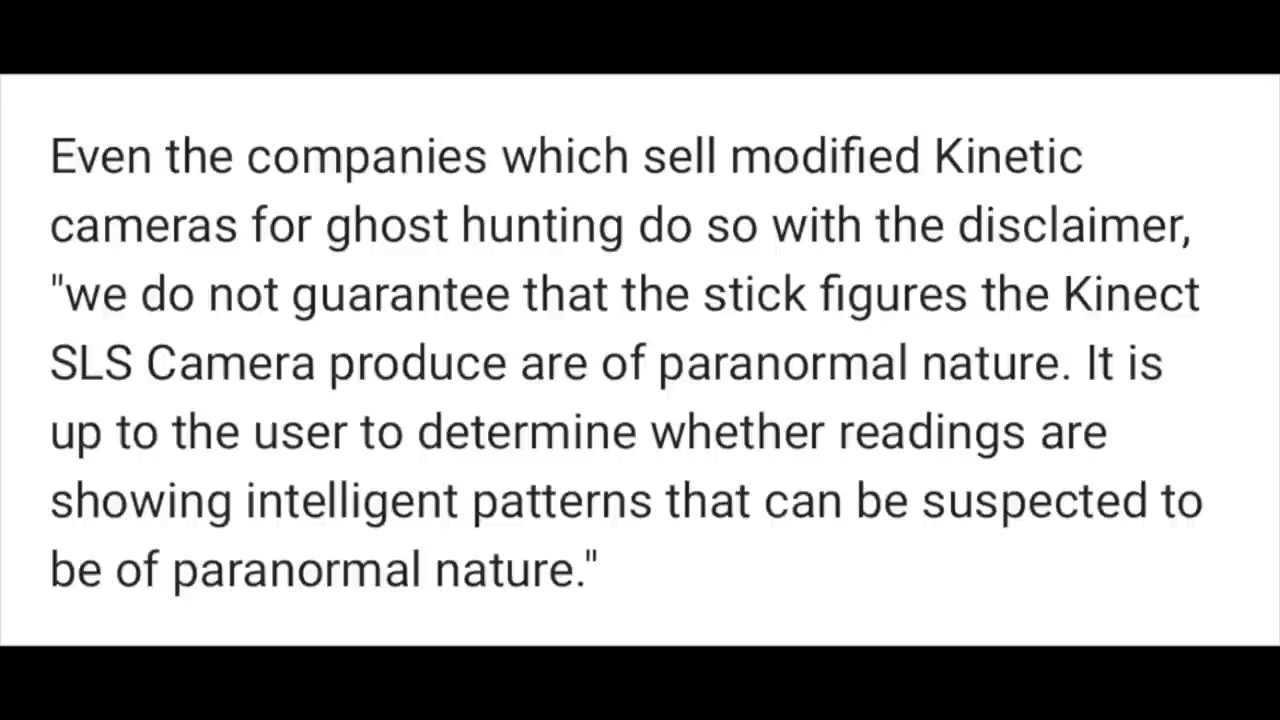 Even the companies which sell modified Kinetic
cameras for ghost hunting do so with the disclaimer,
"we do not guarantee that the stick figures the Kinect
SLS Camera produce are of paranormal nature. It is
up to the user to determine whether readings are
showing intelligent patterns that can be suspected to
be of paranormal nature."